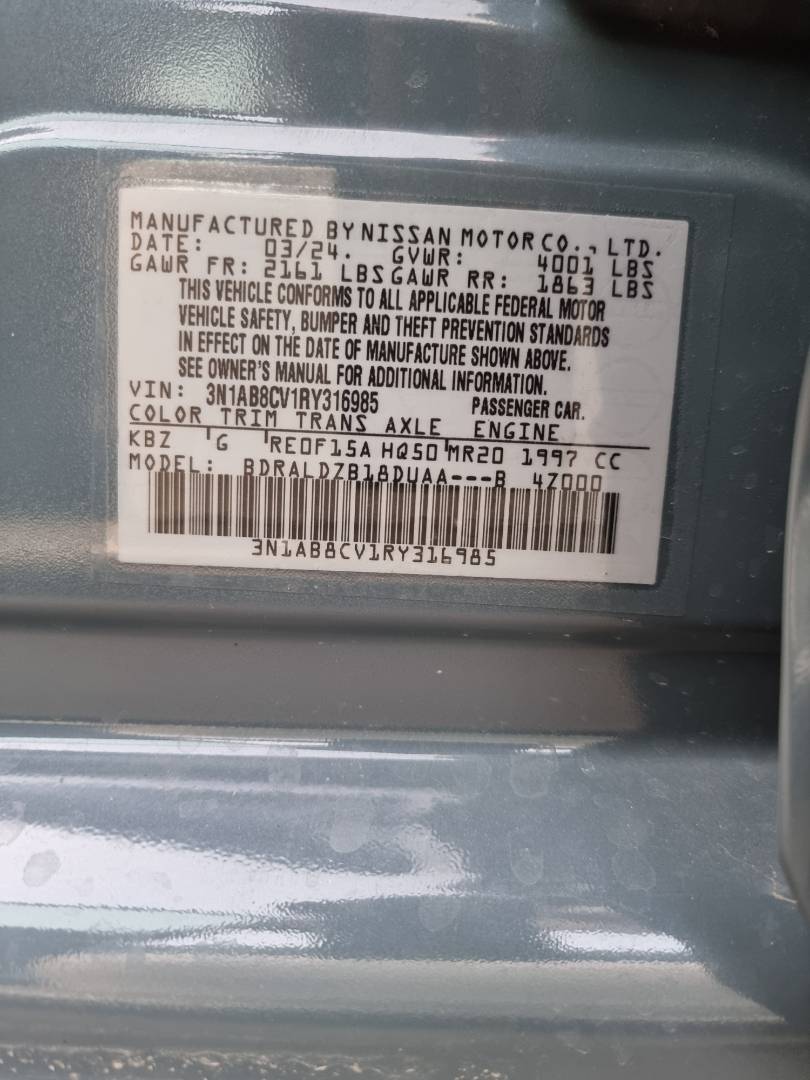 MANUFACTURED BY NISSAN MOTOR CO., LTD.
DATE: 03/24. GVWR: 4001 LBS
GAWR FR: 2161 LBS GAWR RR: 1863 LBS
THIS VEHICLE CONFORMS TO ALL APPLICABLE FEDERAL MOTOR
VEHICLE SAFETY, BUMPER AND THEFT PREVENTION STANDARDS
IN EFFECT ON THE DATE OF MANUFACTURE SHOWN ABOVE.
SEE OWNER'S MANUAL FOR ADDITIONAL INFORMATION.
VIN: 3N1AB8CV1RY316985 PASSENGER CAR.
COLOR TRIM TRANS AXLE ENGINE
KBZ G RE0F15A HQ50 MR20 1997 CC
MODEL: BDRALDZB18DUAA---B 4Z000
3N1AB8CV1RY316985